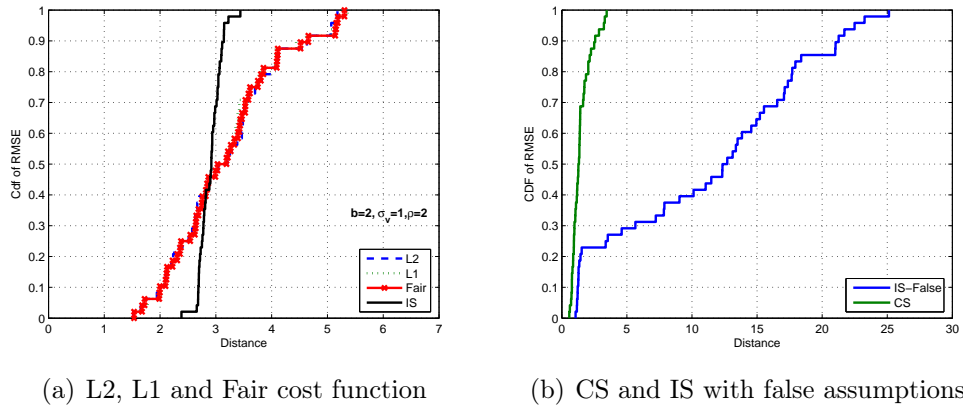 Cdf of RMSE
1
0.9
0.8
0.7
0.6
0.5
0.4
0.3
0.2
0.1
0
0 1 2 3 4 5 6 7
Distance
b=2, σv=1,ρ=2
L2
L1
Fair
IS
(a) L2, L1 and Fair cost function
CDF of RMSE
1
0.9
0.8
0.7
0.6
0.5
0.4
0.3
0.2
0.1
0
0 5 10 15 20 25 30
Distance
IS−False
CS
(b) CS and IS with false assumptions